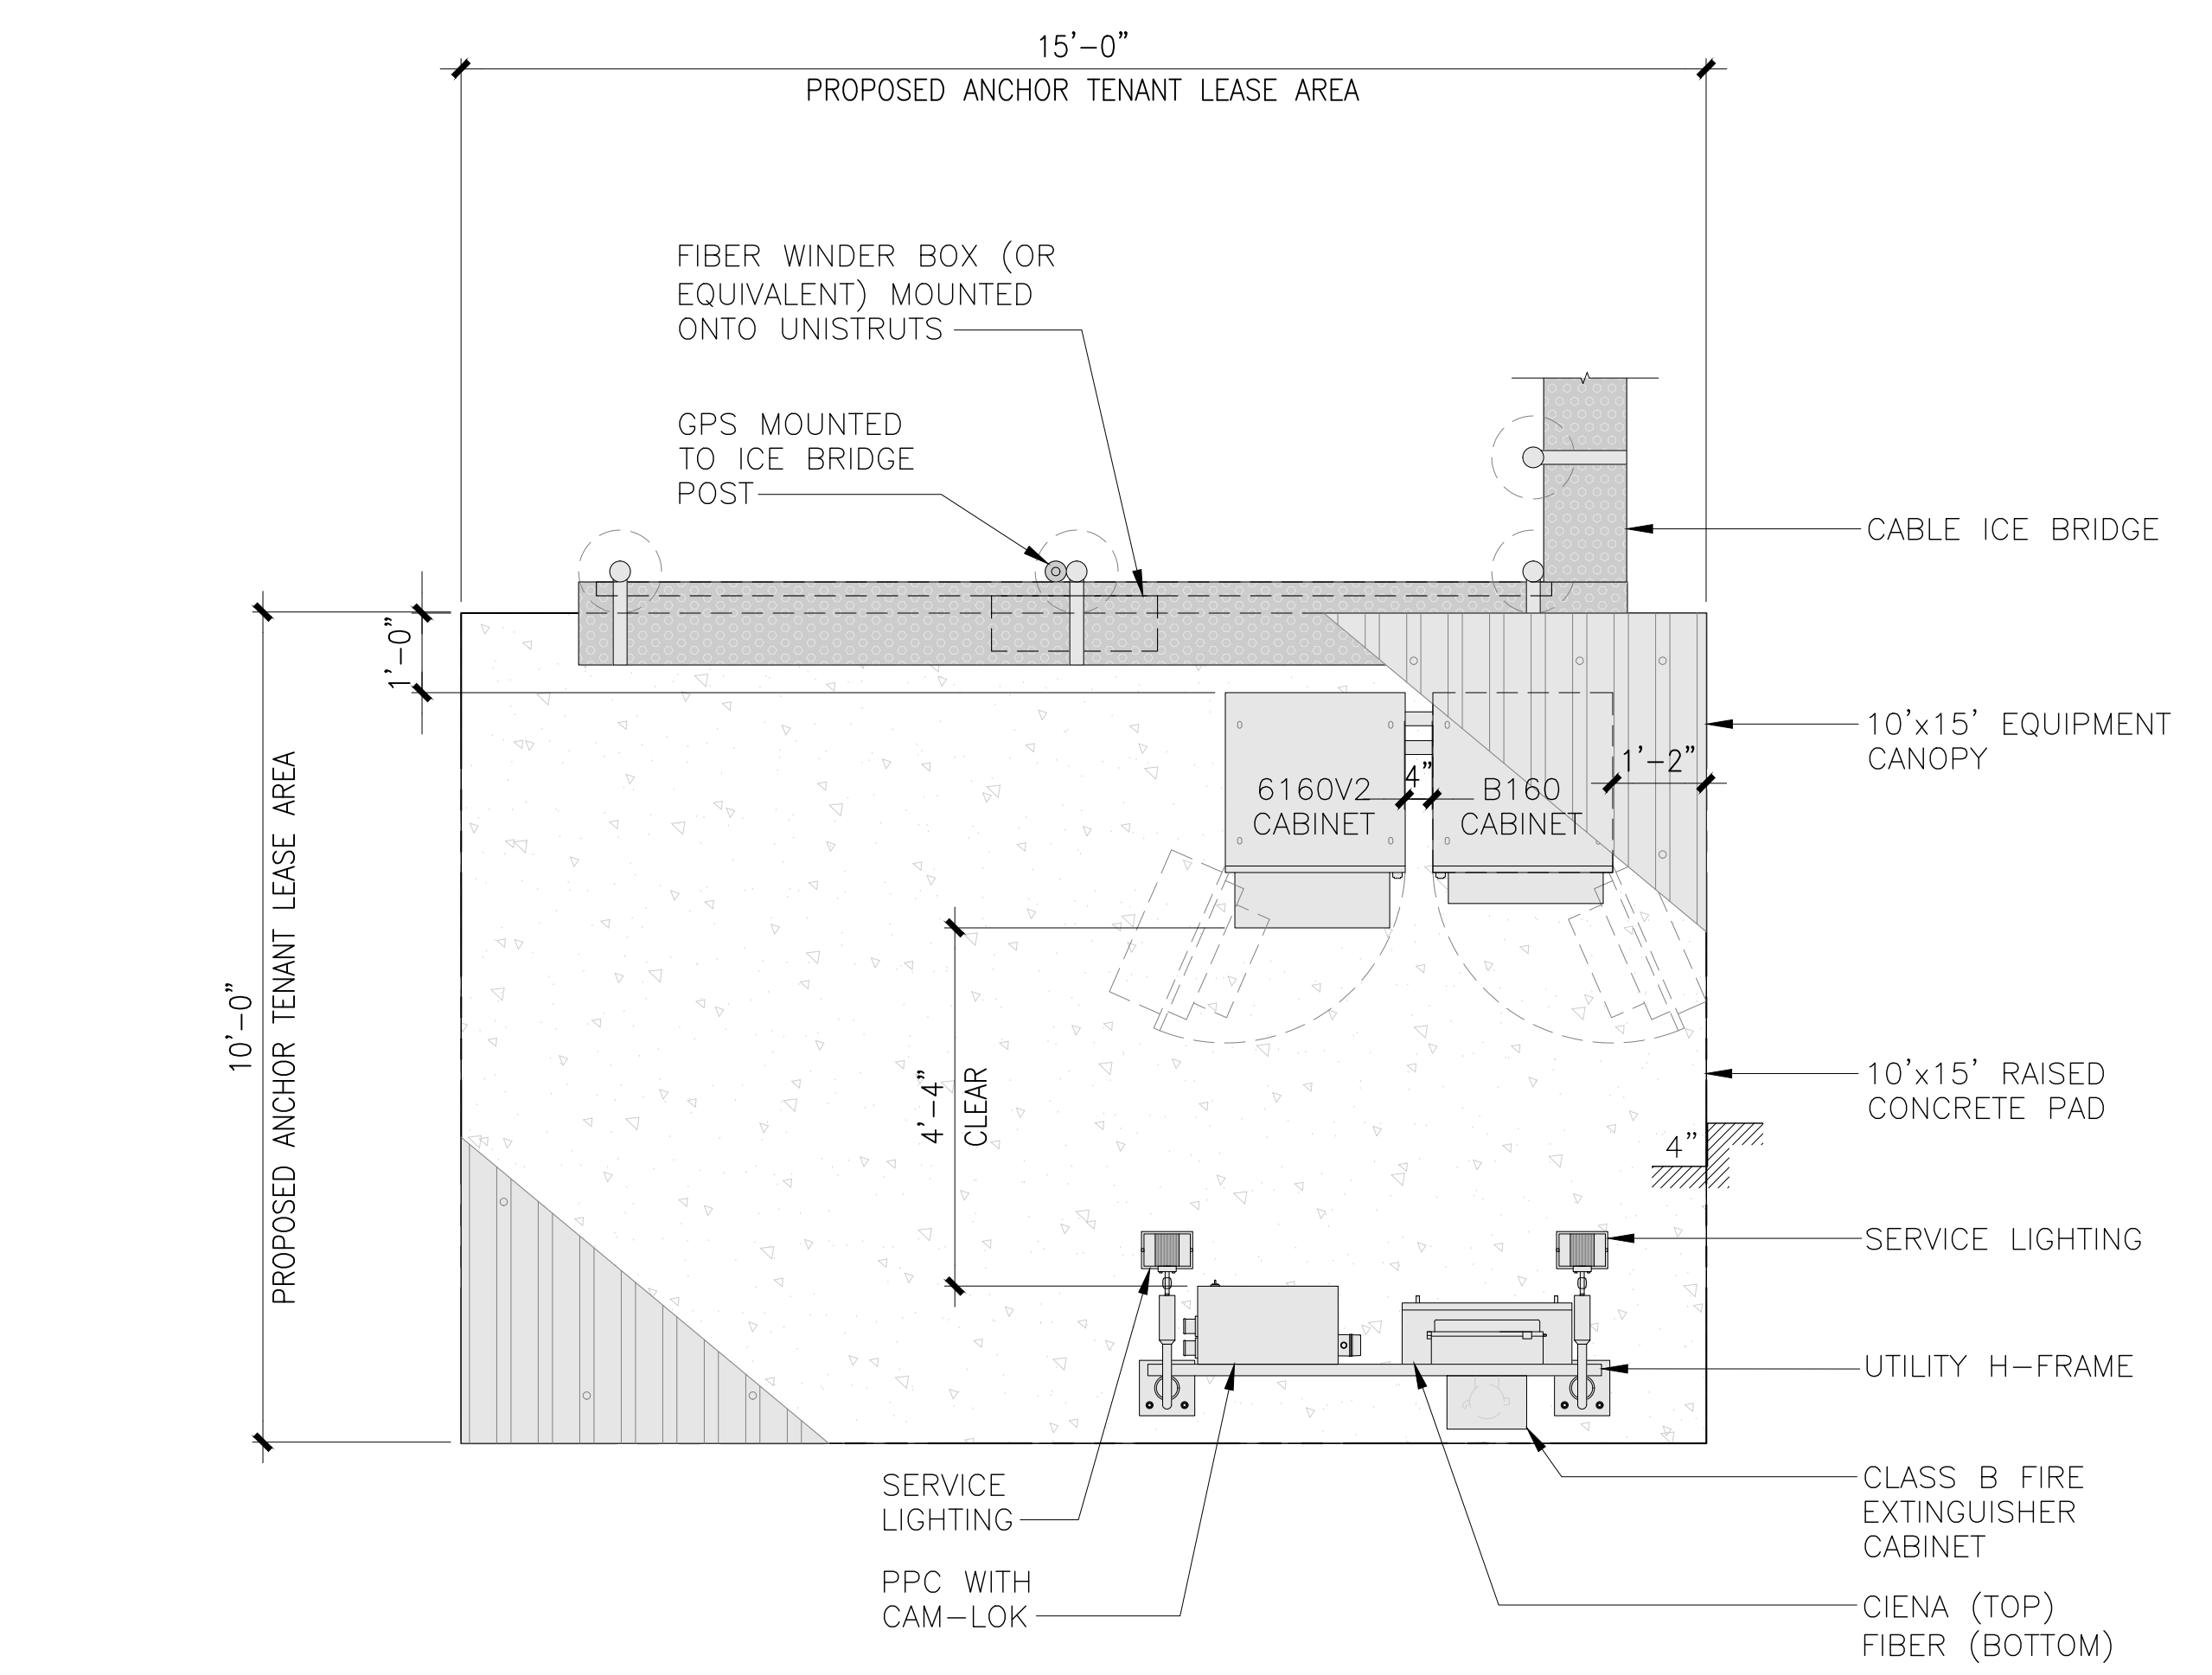 15'-0"
PROPOSED ANCHOR TENANT LEASE AREA
FIBER WINDER BOX (OR
EQUIVALENT) MOUNTED
ONTO UNISTRUTS
GPS MOUNTED
TO ICE BRIDGE
POST
CABLE ICE BRIDGE
1'-0"
10'x15' EQUIPMENT
CANOPY
1'-2"
4"
6160V2
CABINET
B160
CABINET
10'-0"
PROPOSED ANCHOR TENANT LEASE AREA
4'-4"
CLEAR
10'x15' RAISED
CONCRETE PAD
4"
SERVICE LIGHTING
UTILITY H-FRAME
SERVICE
LIGHTING
CLASS B FIRE
EXTINGUISHER
CABINET
PPC WITH
CAM-LOK
CIENA (TOP)
FIBER (BOTTOM)